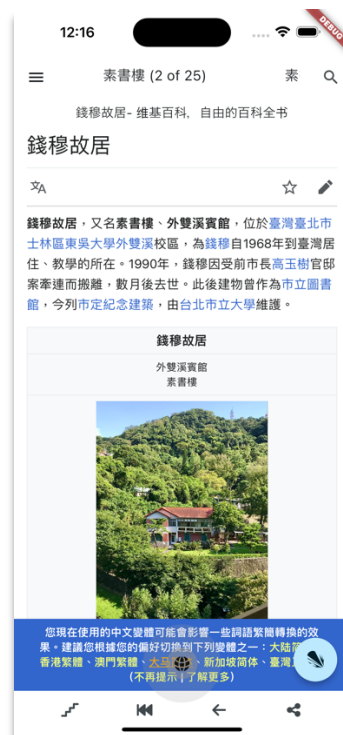 12:16
DEBUG
素書樓 (2 of 25)
素
錢穆故居- 维基百科，自由的百科全书
錢穆故居
錢穆故居，又名素書樓、外雙溪賓館，位於臺灣臺北市
士林區東吳大學外雙溪校區，為錢穆自1968年到臺灣居
住、教學的所在。1990年，錢穆因受前市長高玉樹官邸
案牽連而搬離，數月後去世。此後建物曾作為市立圖書
館，今列市定紀念建築，由台北市立大學維護。
錢穆故居
外雙溪賓館
素書樓
您現在使用的中文變體可能會影響一些詞語繁簡轉換的效
果。建議您根據您的偏好切換到下列變體之一：大陆简
香港繁體、澳門繁體、大马、新加坡简体、臺灣
(不再提示 | 了解更多)